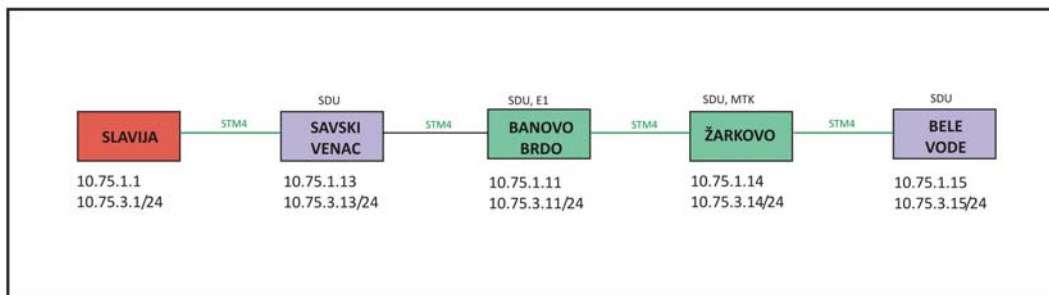 SDU
SDU, E1
SDU, MTK
SDU
SLAVIJA
STM4
SAVSKI
VENAC
STM4
BANOVO
BRDO
STM4
ŽARKOVO
STM4
BELE
VODE
10.75.1.1
10.75.3.1/24
10.75.1.13
10.75.3.13/24
10.75.1.11
10.75.3.11/24
10.75.1.14
10.75.3.14/24
10.75.1.15
10.75.3.15/24